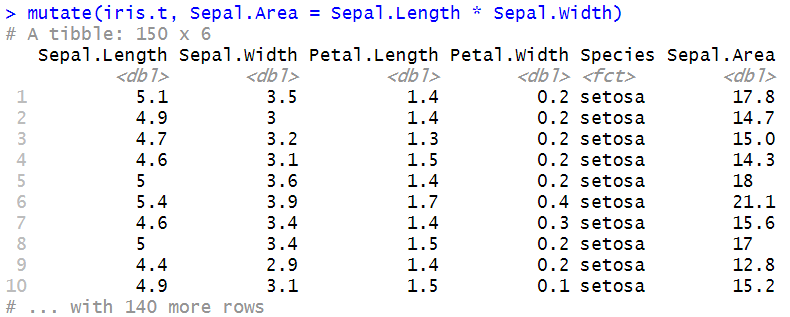 > mutate(iris.t, Sepal.Area = Sepal.Length * Sepal.Width)
# A tibble: 150 x 6
Sepal.Length Sepal.Width Petal.Length Petal.Width Species Sepal.Area
<dbl> <dbl> <dbl> <dbl> <fct> <dbl>
1 5.1 3.5 1.4 0.2 setosa 17.8
2 4.9 3 1.4 0.2 setosa 14.7
3 4.7 3.2 1.3 0.2 setosa 15.0
4 4.6 3.1 1.5 0.2 setosa 14.3
5 5 3.6 1.4 0.2 setosa 18
6 5.4 3.9 1.7 0.4 setosa 21.1
7 4.6 3.4 1.4 0.3 setosa 15.6
8 5 3.4 1.5 0.2 setosa 17
9 4.4 2.9 1.4 0.2 setosa 12.8
10 4.9 3.1 1.5 0.1 setosa 15.2
# ... with 140 more rows